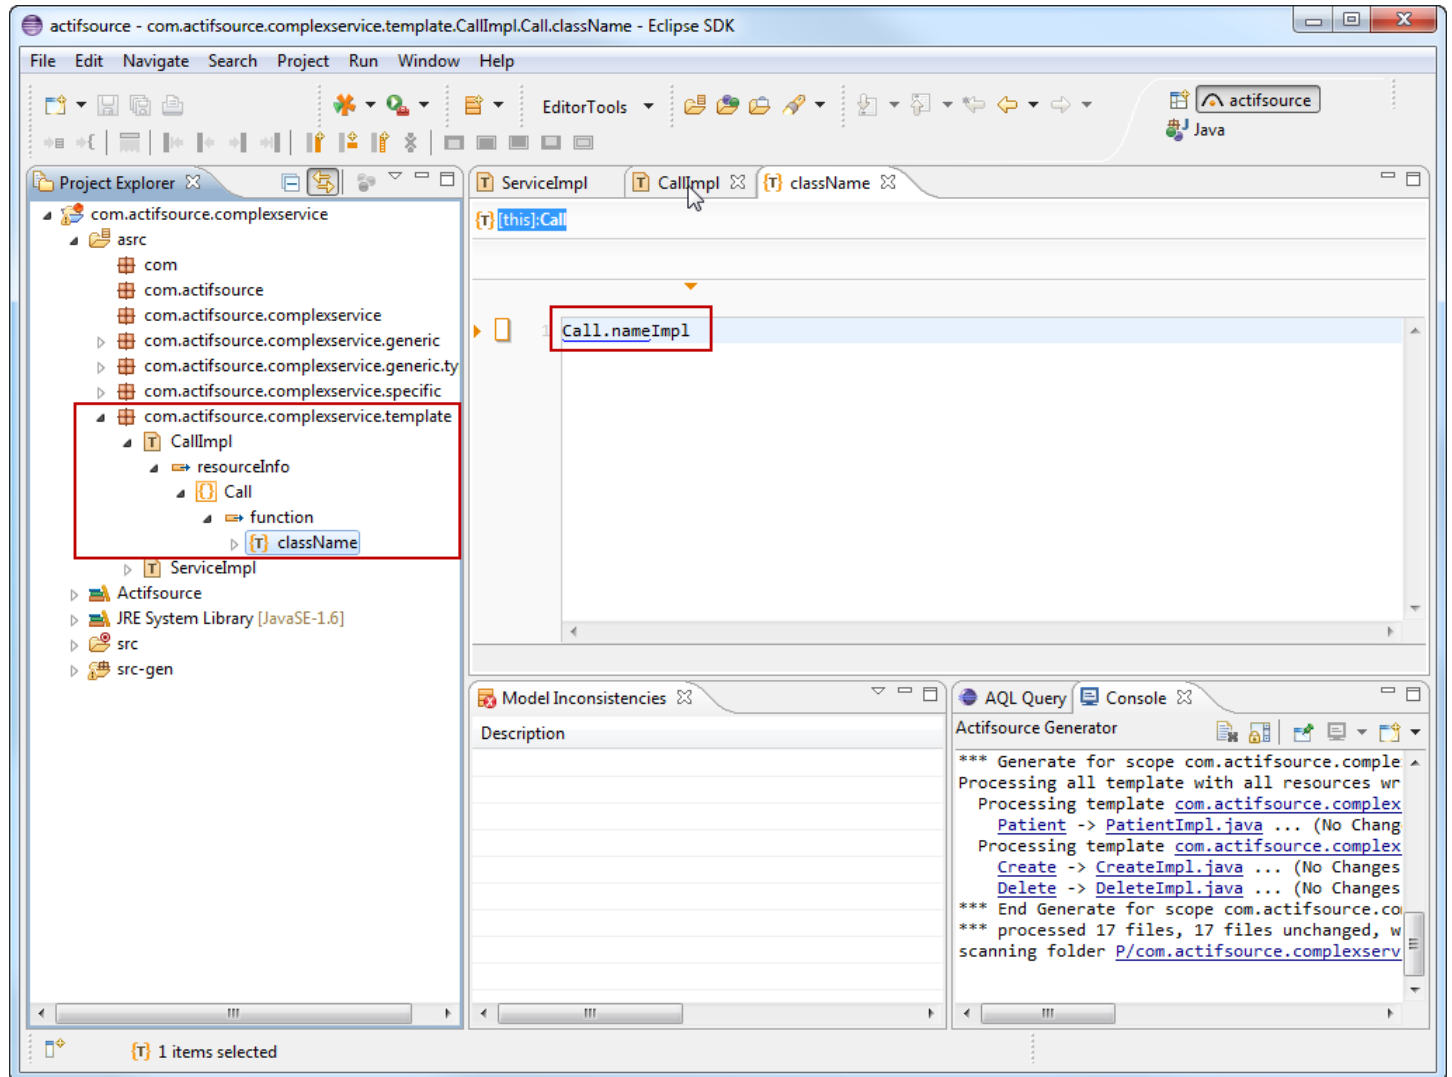 actifsource - com.actifsource.complexservice.template.CallImpl.Call.className - Eclipse SDK
File Edit Navigate Search Project Run Window Help
EditorTools
actifsource
Java
Project Explorer
com.actifsource.complexservice
asrc
com
com.actifsource
com.actifsource.complexservice
com.actifsource.complexservice.generic
com.actifsource.complexservice.generic.ty
com.actifsource.complexservice.specific
com.actifsource.complexservice.template
CallImpl
resourceInfo
Call
function
className
ServiceImpl
Actifsource
JRE System Library [JavaSE-1.6]
src
src-gen
ServiceImpl CallImpl className
[this]:Call
1 Call.nameImpl
Model Inconsistencies
Description
AQL Query Console
Actifsource Generator
*** Generate for scope com.actifsource.comple
Processing all template with all resources wr
Processing template com.actifsource.complex
Patient -> PatientImpl.java ... (No Chang
Processing template com.actifsource.complex
Create -> CreateImpl.java ... (No Changes
Delete -> DeleteImpl.java ... (No Changes
*** End Generate for scope com.actifsource.co
*** processed 17 files, 17 files unchanged, w
scanning folder P/com.actifsource.complexserv
1 items selected